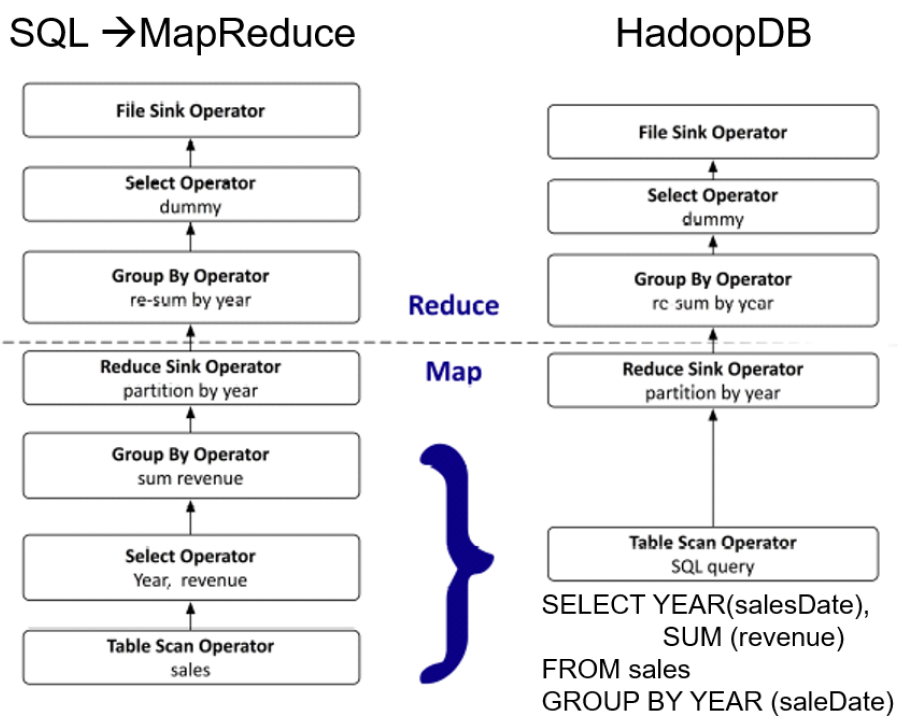 SQL →MapReduce
File Sink Operator
Select Operator
dummy
Group By Operator
re-sum by year
Reduce Sink Operator
partition by year
Group By Operator
sum revenue
Select Operator
Year, revenue
Table Scan Operator
sales
Reduce
Map
HadoopDB
File Sink Operator
Select Operator
dummy
Group By Operator
re-sum by year
Reduce Sink Operator
partition by year
Table Scan Operator
SQL query
SELECT YEAR(salesDate),
SUM (revenue)
FROM sales
GROUP BY YEAR (saleDate)